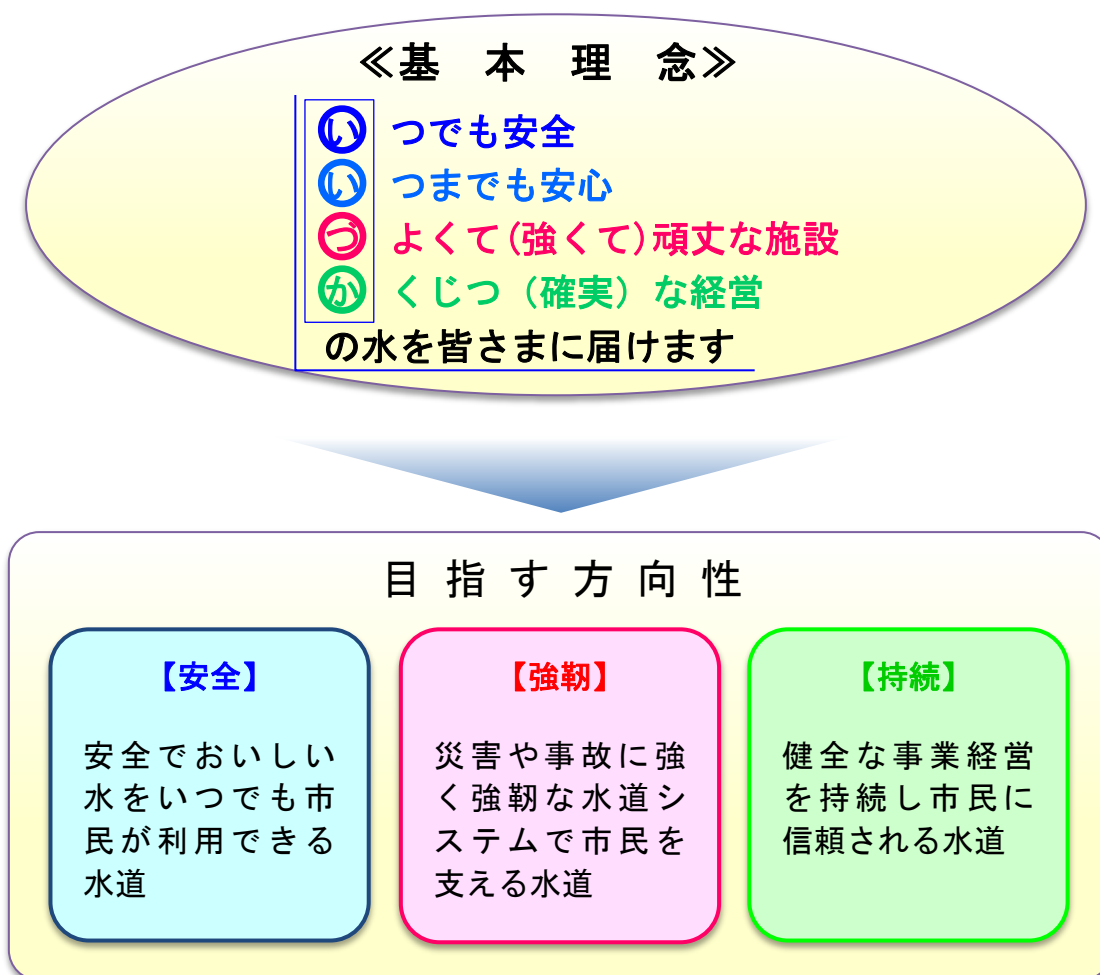 ≪基 本 理 念≫
い つでも安全
い つまでも安心
づ よくて(強くて)頑丈な施設
か くじつ（確実）な経営
の水を皆さまに届けます
目 指 す 方 向 性
【安全】
安全でおいしい
水をいつでも市
民が利用できる
水道
【強靭】
災害や事故に強
く強靭な水道シ
ステムで市民を
支える水道
【持続】
健全な事業経営
を持続し市民に
信頼される水道